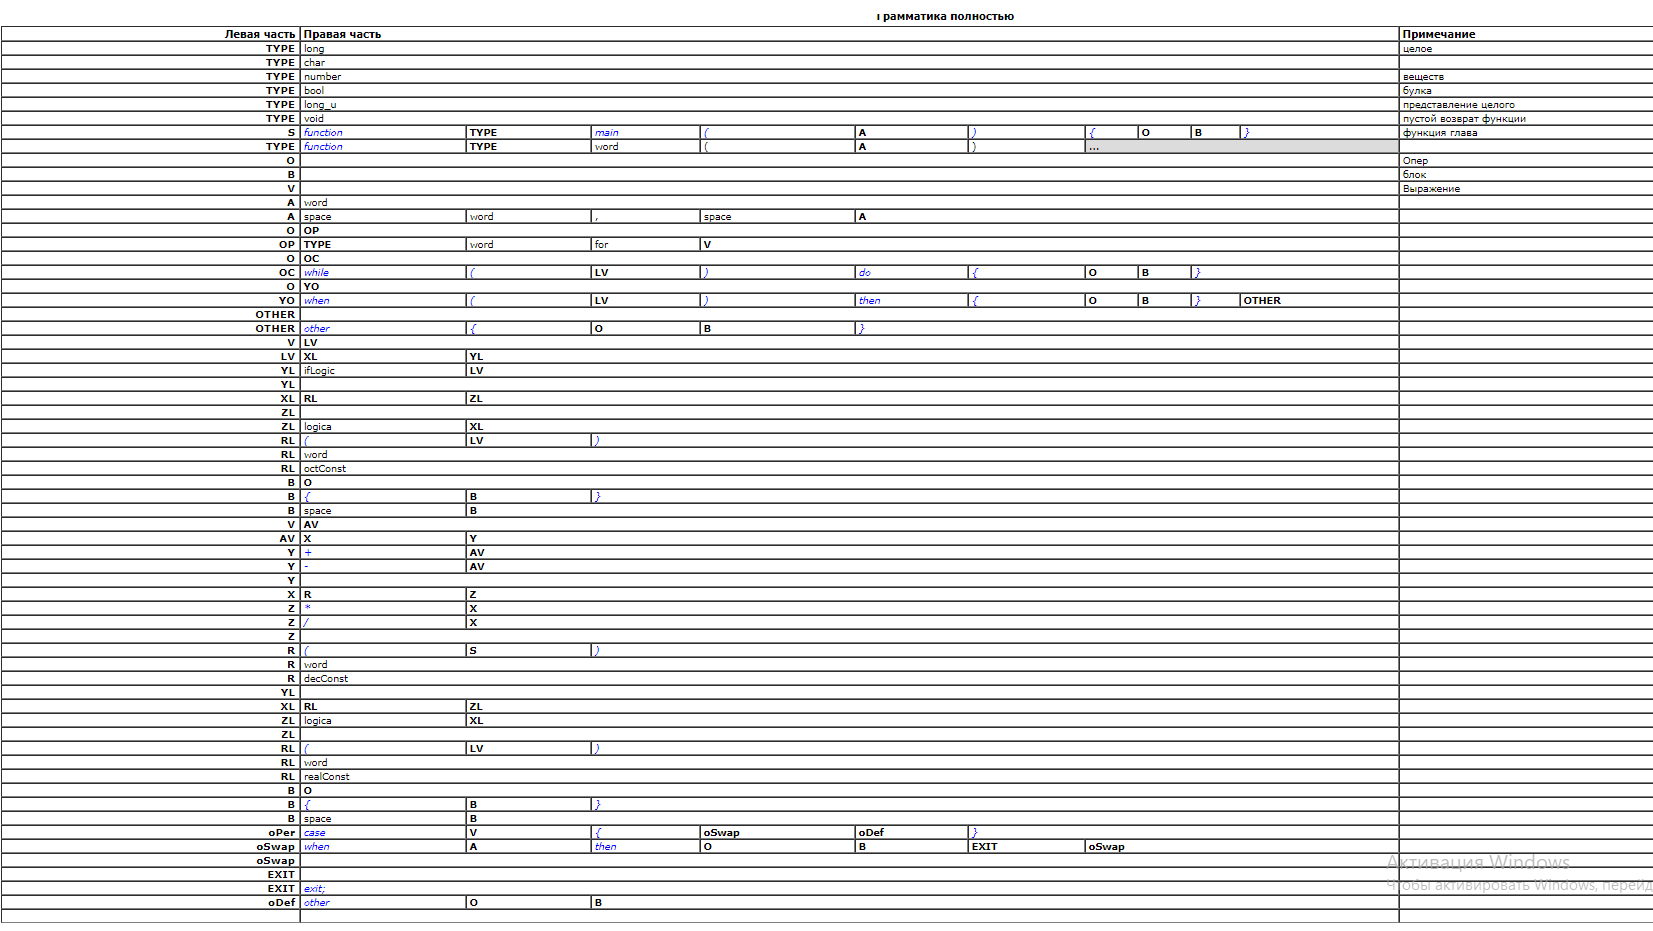 Грамматика полностью
Левая часть Правая часть Примечание
TYPE long целое
TYPE char
TYPE number веществ
TYPE bool булка
TYPE long_u представление целого
TYPE void пустой возврат функции
S function TYPE main ( A ) { O B } функция глава
TYPE function TYPE word ( A ) ...
O Опер
B блок
V Выражение
A word
A space word , space A
O OP
OP TYPE word for V
O OC
OC while ( LV ) do { O B }
O YO
YO when ( LV ) then { O B } OTHER
OTHER
OTHER other { O B }
V LV
LV XL YL
YL ifLogic LV
YL
XL RL ZL
ZL
ZL logica XL
RL ( LV )
RL word
RL octConst
B O
B { B }
B space B
V AV
AV X Y
Y + AV
Y - AV
Y
X R Z
Z * X
Z / X
Z
R ( S )
R word
R decConst
YL
XL RL ZL
ZL logica XL
ZL
RL ( LV )
RL word
RL realConst
B O
B { B }
B space B
oPer case V { oSwap oDef }
oSwap when A then O B EXIT oSwap
oSwap
EXIT
EXIT exit;
oDef other O B
Активация Windows
Чтобы активировать Windows,